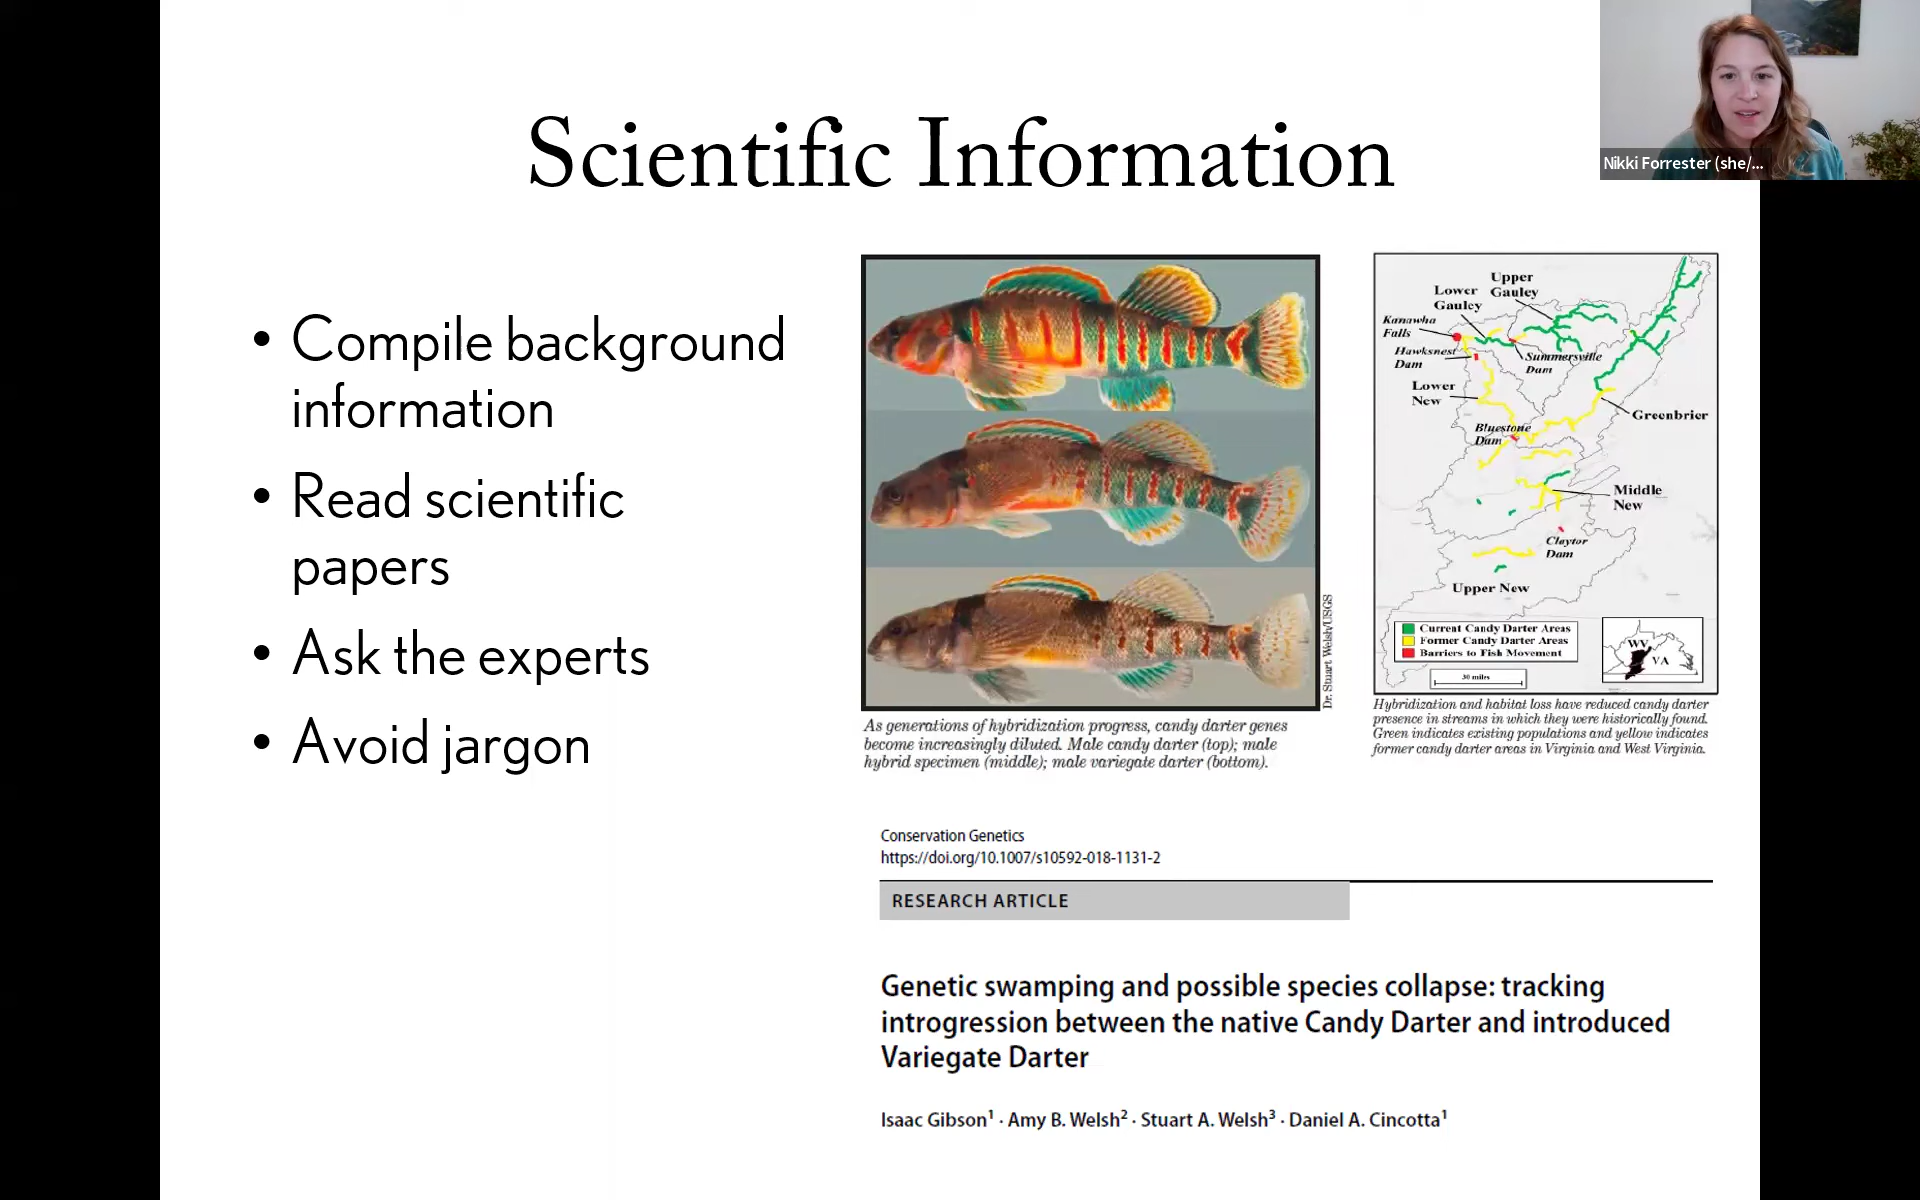 Scientific Information
Nikki Forrester (she/...
• Compile background
information
• Read scientific
papers
• Ask the experts
• Avoid jargon
Dr. Stuart Welsh/USGS
As generations of hybridization progress, candy darter genes
become increasingly diluted. Male candy darter (top); male
hybrid specimen (middle); male variegate darter (bottom).
Upper
Gauley
Lower
Gauley
Kanawha
Falls
Hawksnest
Dam
Summersville
Dam
Lower
New
Greenbrier
Bluestone
Dam
Middle
New
Claytor
Dam
Upper New
Current Candy Darter Areas
Former Candy Darter Areas
Barriers to Fish Movement
30 miles
WV
VA
Hybridization and habitat loss have reduced candy darter
presence in streams in which they were historically found.
Green indicates existing populations and yellow indicates
former candy darter areas in Virginia and West Virginia.
Conservation Genetics
https://doi.org/10.1007/s10592-018-1131-2
RESEARCH ARTICLE
Genetic swamping and possible species collapse: tracking
introgression between the native Candy Darter and introduced
Variegate Darter
Isaac Gibson¹ · Amy B. Welsh² · Stuart A. Welsh³ · Daniel A. Cincotta¹